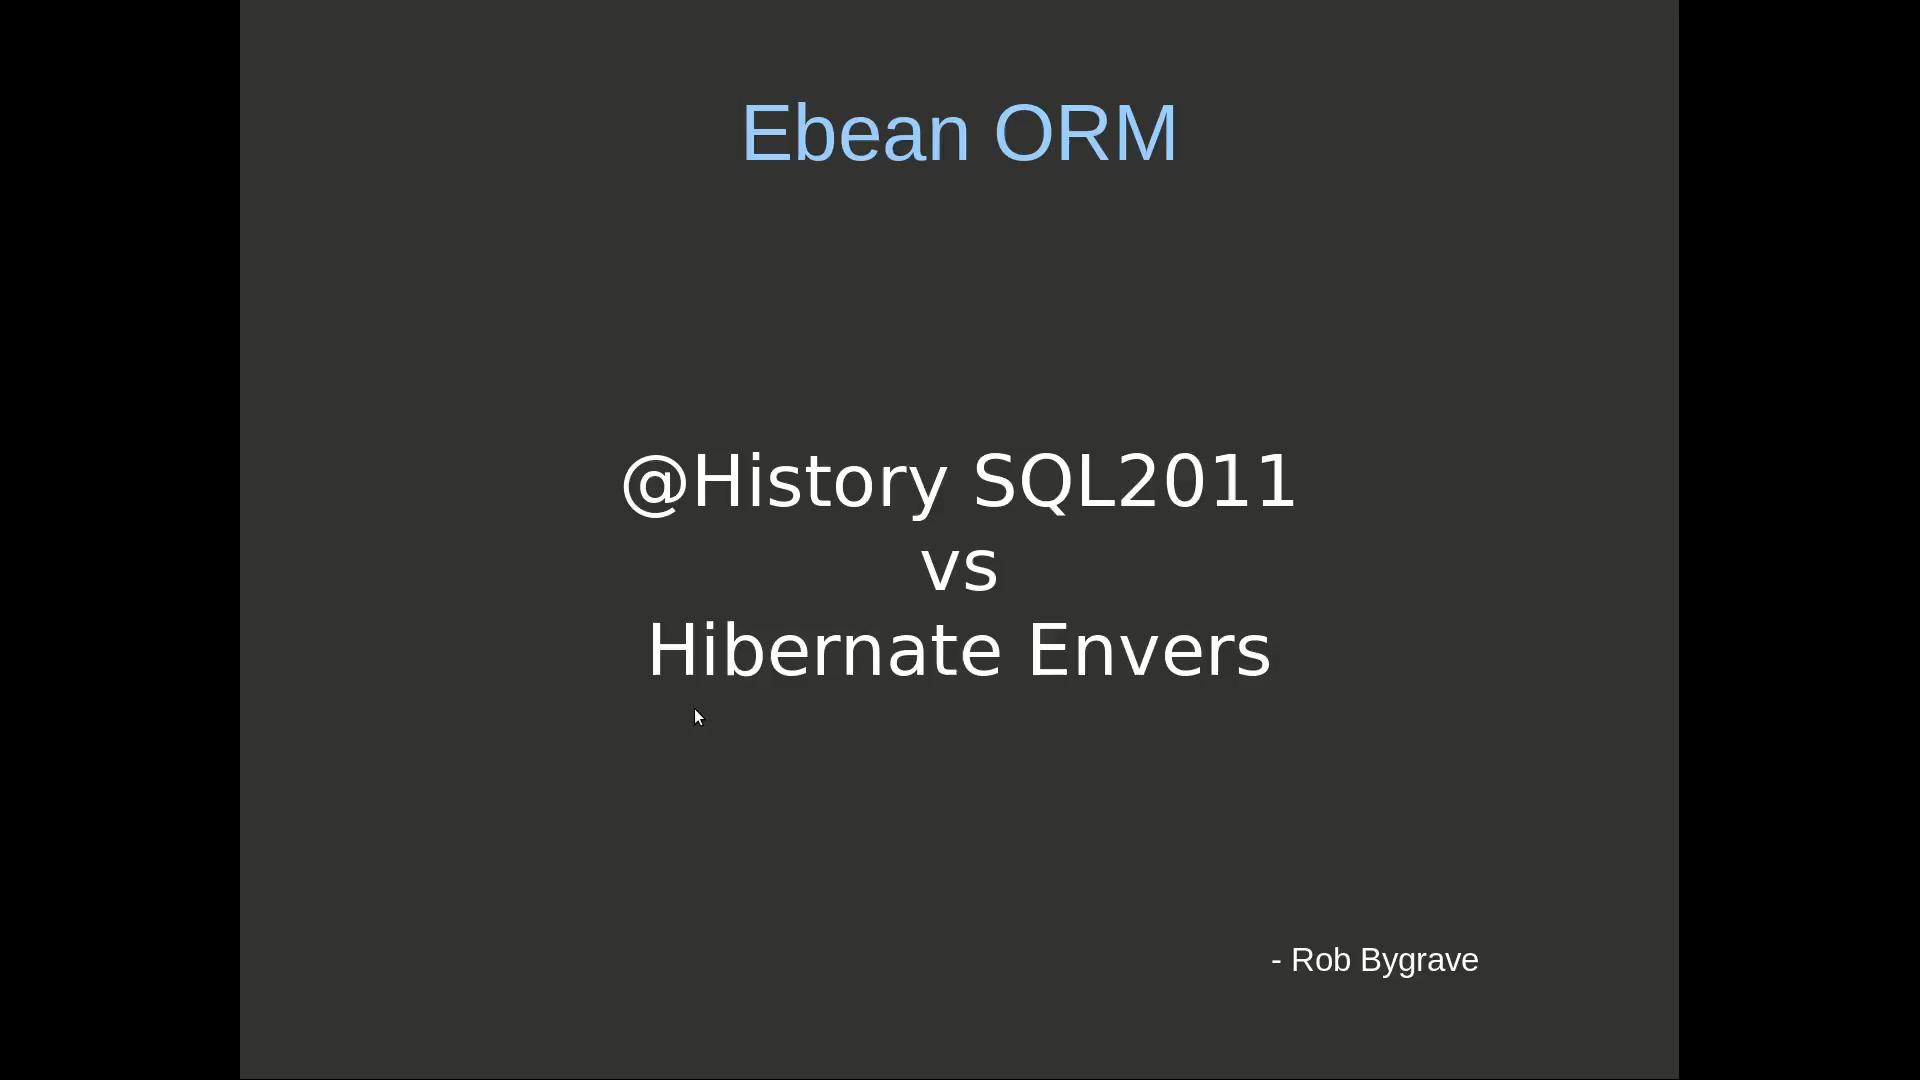 Ebean ORM
@History SQL2011
vs
Hibernate Envers
- Rob Bygrave